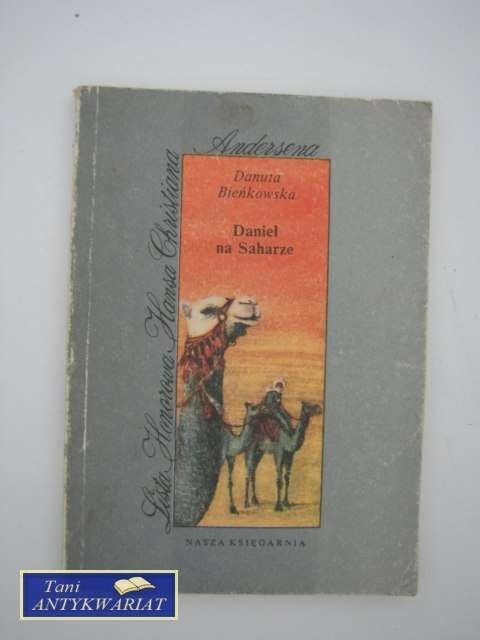 Lista Honorowa Hansa Christiana
Andersena
Danuta
Bieńkowska
Daniel
na Saharze
NASZA KSIĘGARNIA
Tani
ANTYKWARIAT